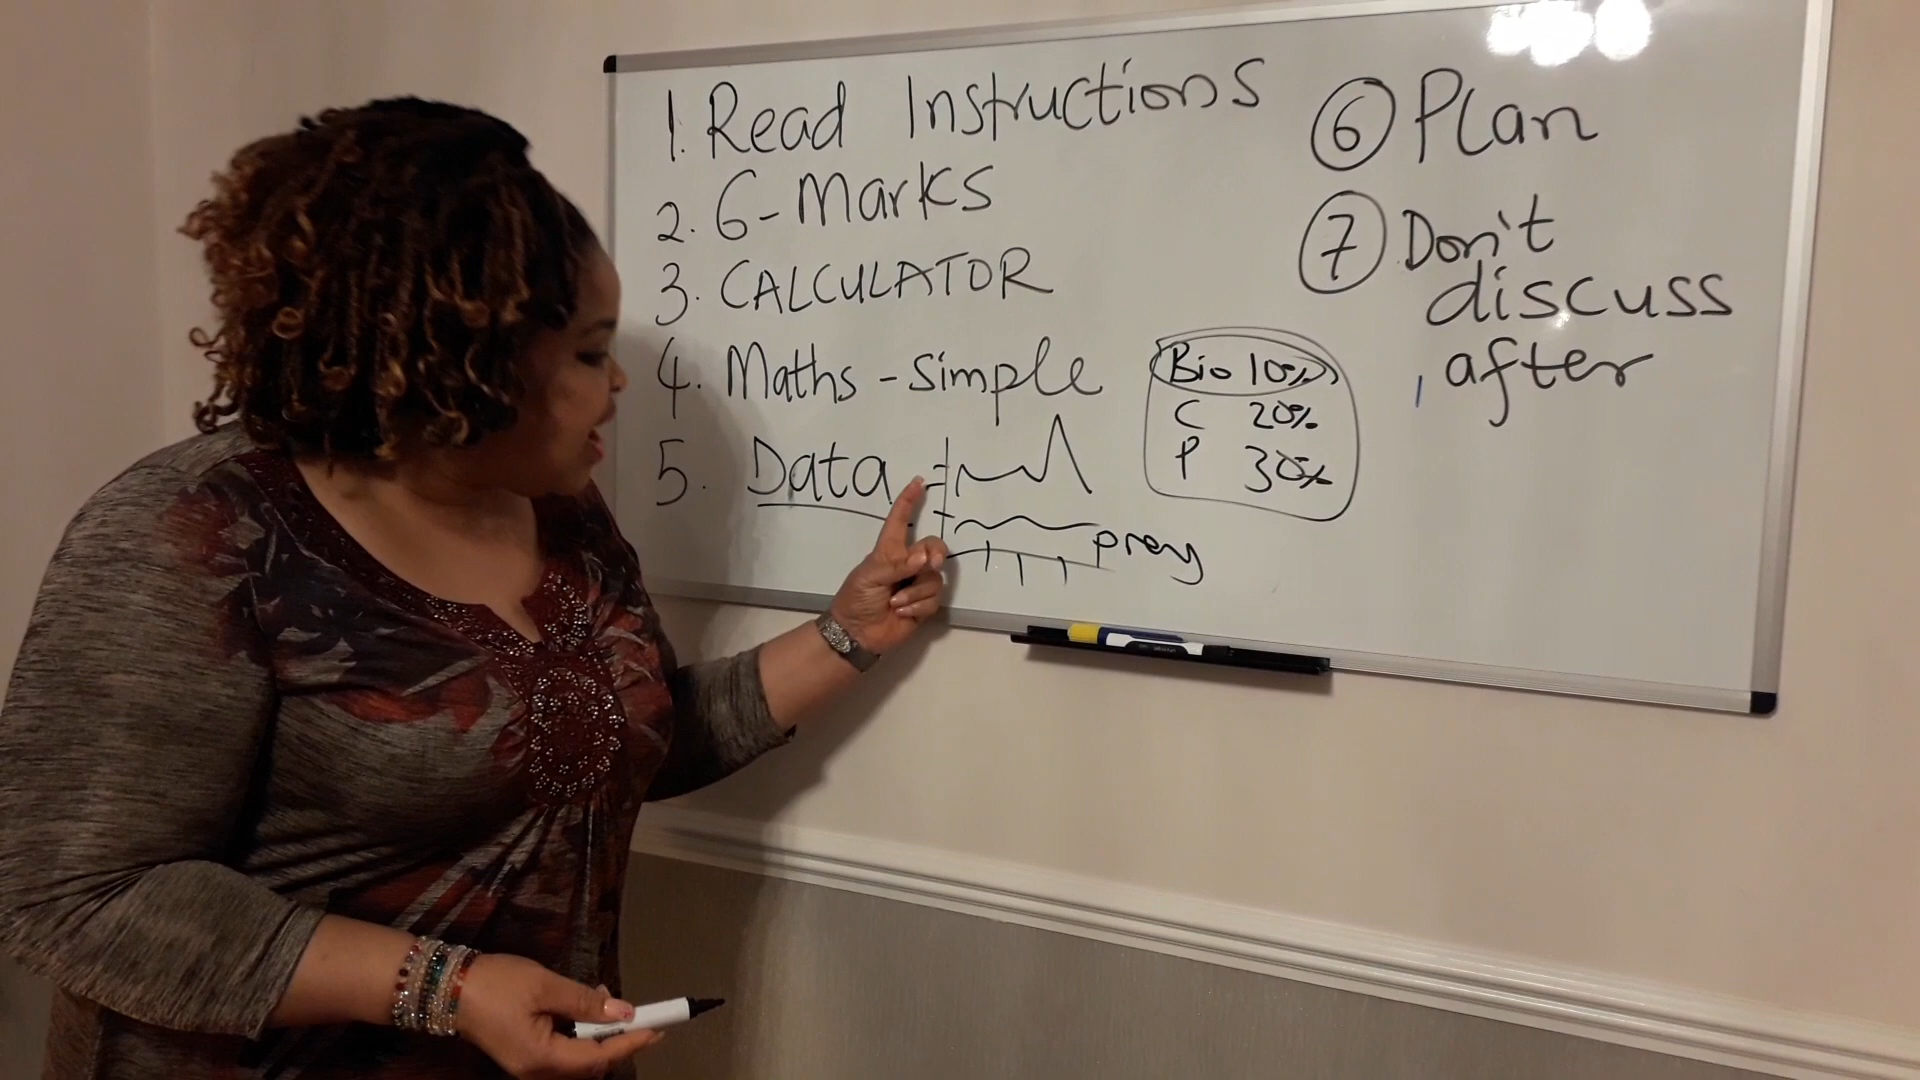 1. Read Instructions
2. 6-Marks
3. CALCULATOR
4. Maths - Simple
5. Data
prey
Bio 10%
C 20%
P 30%
6 Plan
7 Don't
discuss
after